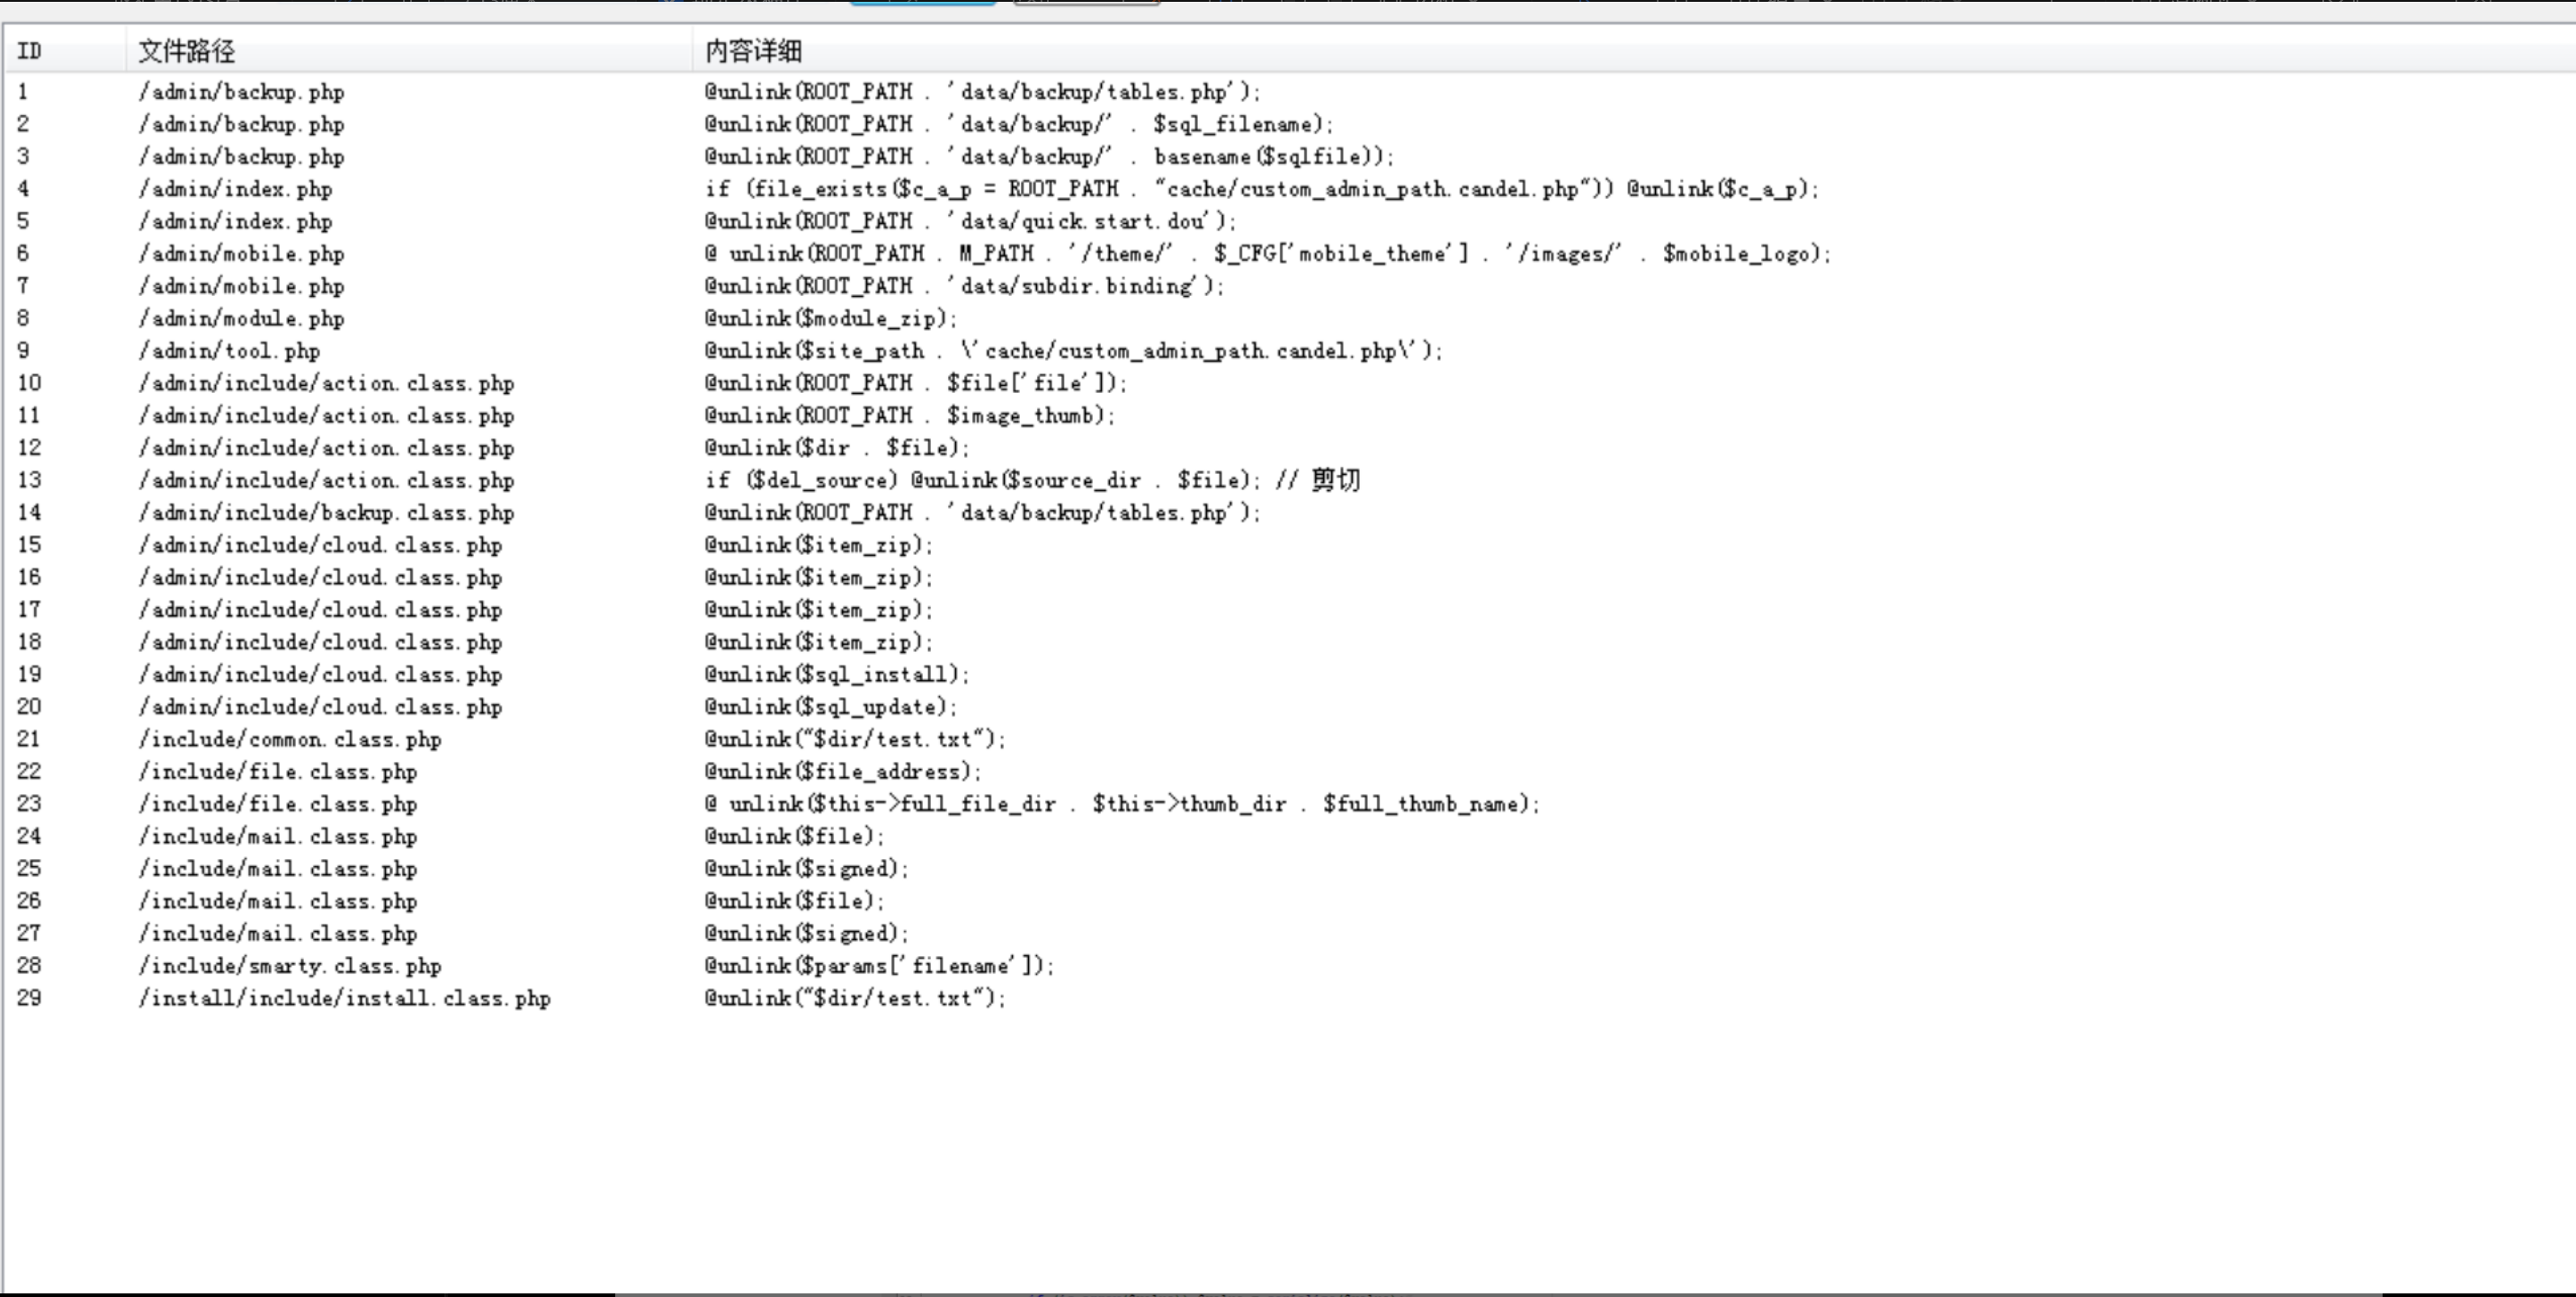 ID 文件路径 内容详细
1 /admin/backup.php @unlink(ROOT_PATH . 'data/backup/tables.php');
2 /admin/backup.php @unlink(ROOT_PATH . 'data/backup/' . $sql_filename);
3 /admin/backup.php @unlink(ROOT_PATH . 'data/backup/' . basename($sqlfile));
4 /admin/index.php if (file_exists($c_a_p = ROOT_PATH . "cache/custom_admin_path.candel.php")) @unlink($c_a_p);
5 /admin/index.php @unlink(ROOT_PATH . 'data/quick.start.dou');
6 /admin/mobile.php @ unlink(ROOT_PATH . M_PATH . '/theme/' . $_CFG['mobile_theme'] . '/images/' . $mobile_logo);
7 /admin/mobile.php @unlink(ROOT_PATH . 'data/subdir.binding');
8 /admin/module.php @unlink($module_zip);
9 /admin/tool.php @unlink($site_path . \'cache/custom_admin_path.candel.php\');
10 /admin/include/action.class.php @unlink(ROOT_PATH . $file['file']);
11 /admin/include/action.class.php @unlink(ROOT_PATH . $image_thumb);
12 /admin/include/action.class.php @unlink($dir . $file);
13 /admin/include/action.class.php if ($del_source) @unlink($source_dir . $file); // 剪切
14 /admin/include/backup.class.php @unlink(ROOT_PATH . 'data/backup/tables.php');
15 /admin/include/cloud.class.php @unlink($item_zip);
16 /admin/include/cloud.class.php @unlink($item_zip);
17 /admin/include/cloud.class.php @unlink($item_zip);
18 /admin/include/cloud.class.php @unlink($item_zip);
19 /admin/include/cloud.class.php @unlink($sql_install);
20 /admin/include/cloud.class.php @unlink($sql_update);
21 /include/common.class.php @unlink("$dir/test.txt");
22 /include/file.class.php @unlink($file_address);
23 /include/file.class.php @ unlink($this->full_file_dir . $this->thumb_dir . $full_thumb_name);
24 /include/mail.class.php @unlink($file);
25 /include/mail.class.php @unlink($signed);
26 /include/mail.class.php @unlink($file);
27 /include/mail.class.php @unlink($signed);
28 /include/smarty.class.php @unlink($params['filename']);
29 /install/include/install.class.php @unlink("$dir/test.txt");